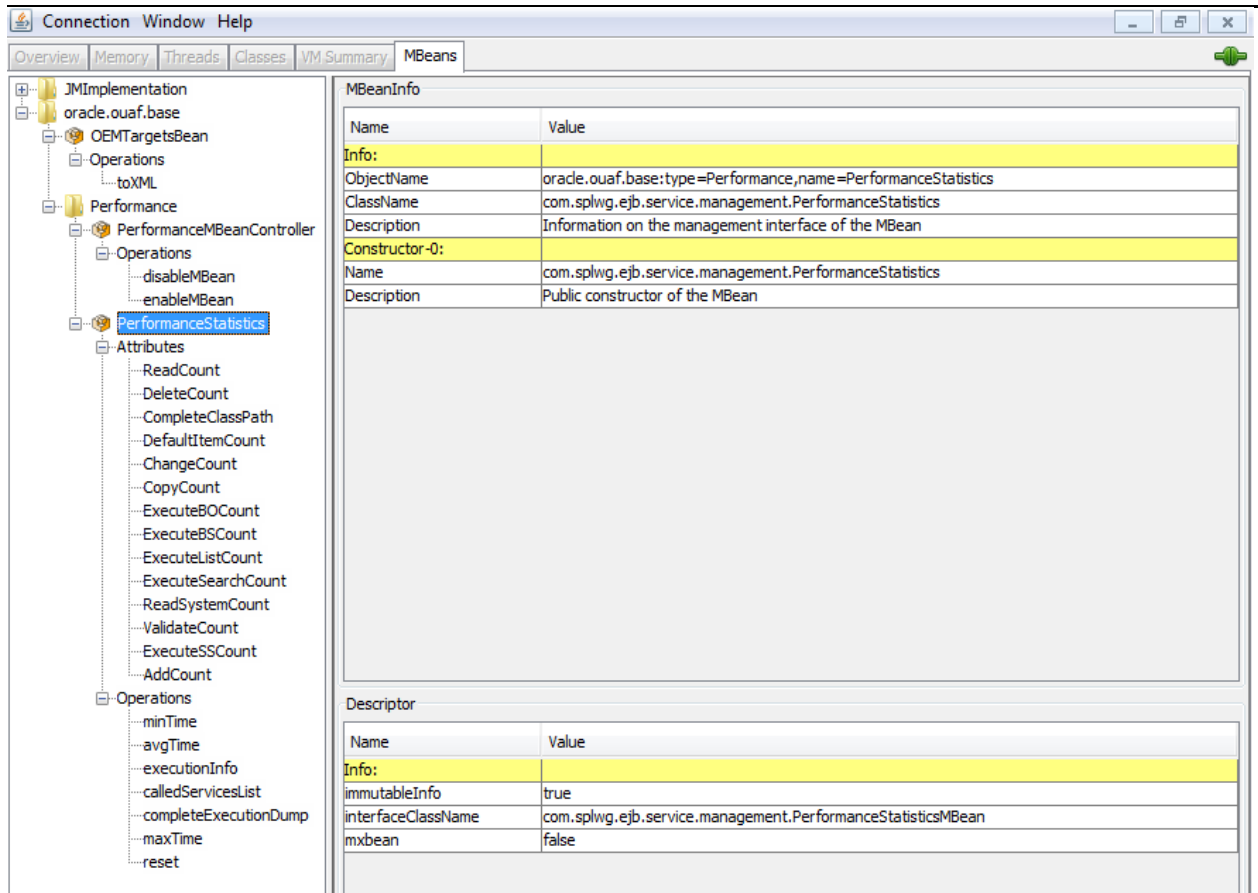 Connection Window Help
Overview Memory Threads Classes VM Summary MBeans
JMImplementation
oracle.ouaf.base
OEMTargetsBean
Operations
toXML
Performance
PerformanceMBeanController
Operations
disableMBean
enableMBean
PerformanceStatistics
Attributes
ReadCount
DeleteCount
CompleteClassPath
DefaultItemCount
ChangeCount
CopyCount
ExecuteBOCount
ExecuteBSCount
ExecuteListCount
ExecuteSearchCount
ReadSystemCount
ValidateCount
ExecuteSSCount
AddCount
Operations
minTime
avgTime
executionInfo
calledServicesList
completeExecutionDump
maxTime
reset
MBeanInfo
Name Value
Info:
ObjectName oracle.ouaf.base:type=Performance,name=PerformanceStatistics
ClassName com.splwg.ejb.service.management.PerformanceStatistics
Description Information on the management interface of the MBean
Constructor-0:
Name com.splwg.ejb.service.management.PerformanceStatistics
Description Public constructor of the MBean
Descriptor
Name Value
Info:
immutableInfo true
interfaceClassName com.splwg.ejb.service.management.PerformanceStatisticsMBean
mxbean false